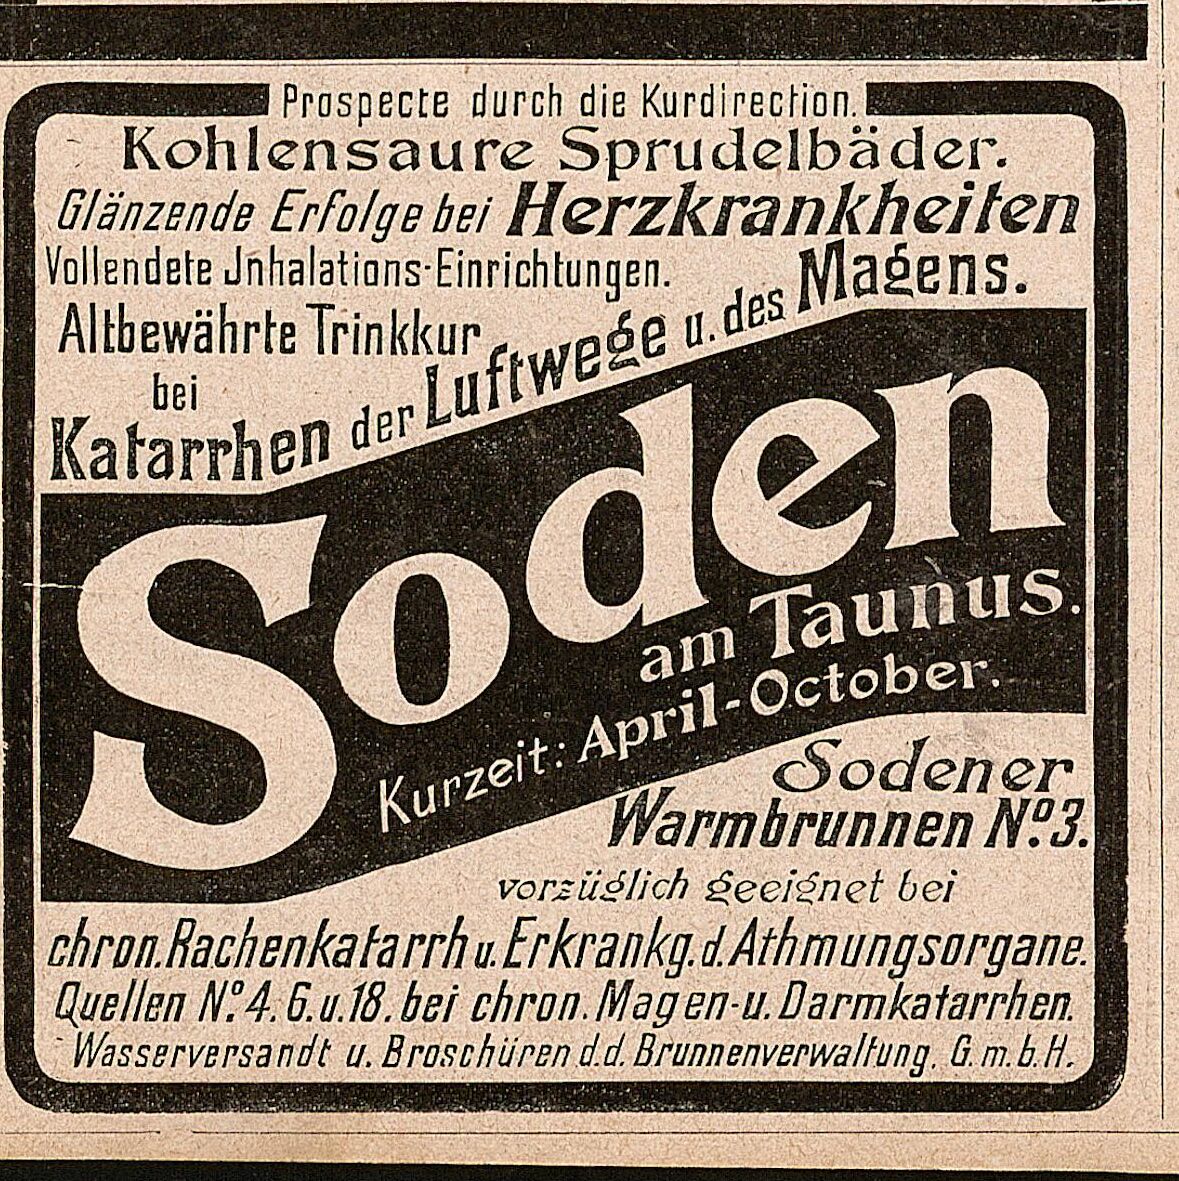 Prospecte durch die Kurdirection.
Kohlensaure Sprudelbäder.
Glänzende Erfolge bei Herzkrankheiten
Vollendete Jnhalations-Einrichtungen.
Altbewährte Trinkkur
bei
Katarrhen der Luftwege u. des Magens.
Soden
am Taunus.
Kurzeit: April-October.
Sodener
Warmbrunnen No. 3.
vorzüglich geeignet bei
chron. Rachenkatarrh u. Erkrankg. d. Athmungsorgane.
Quellen No. 4. 6. u. 18. bei chron. Magen- u. Darmkatarrhen.
Wasserversandt u. Broschüren d. d. Brunnenverwaltung, G. m. b. H.